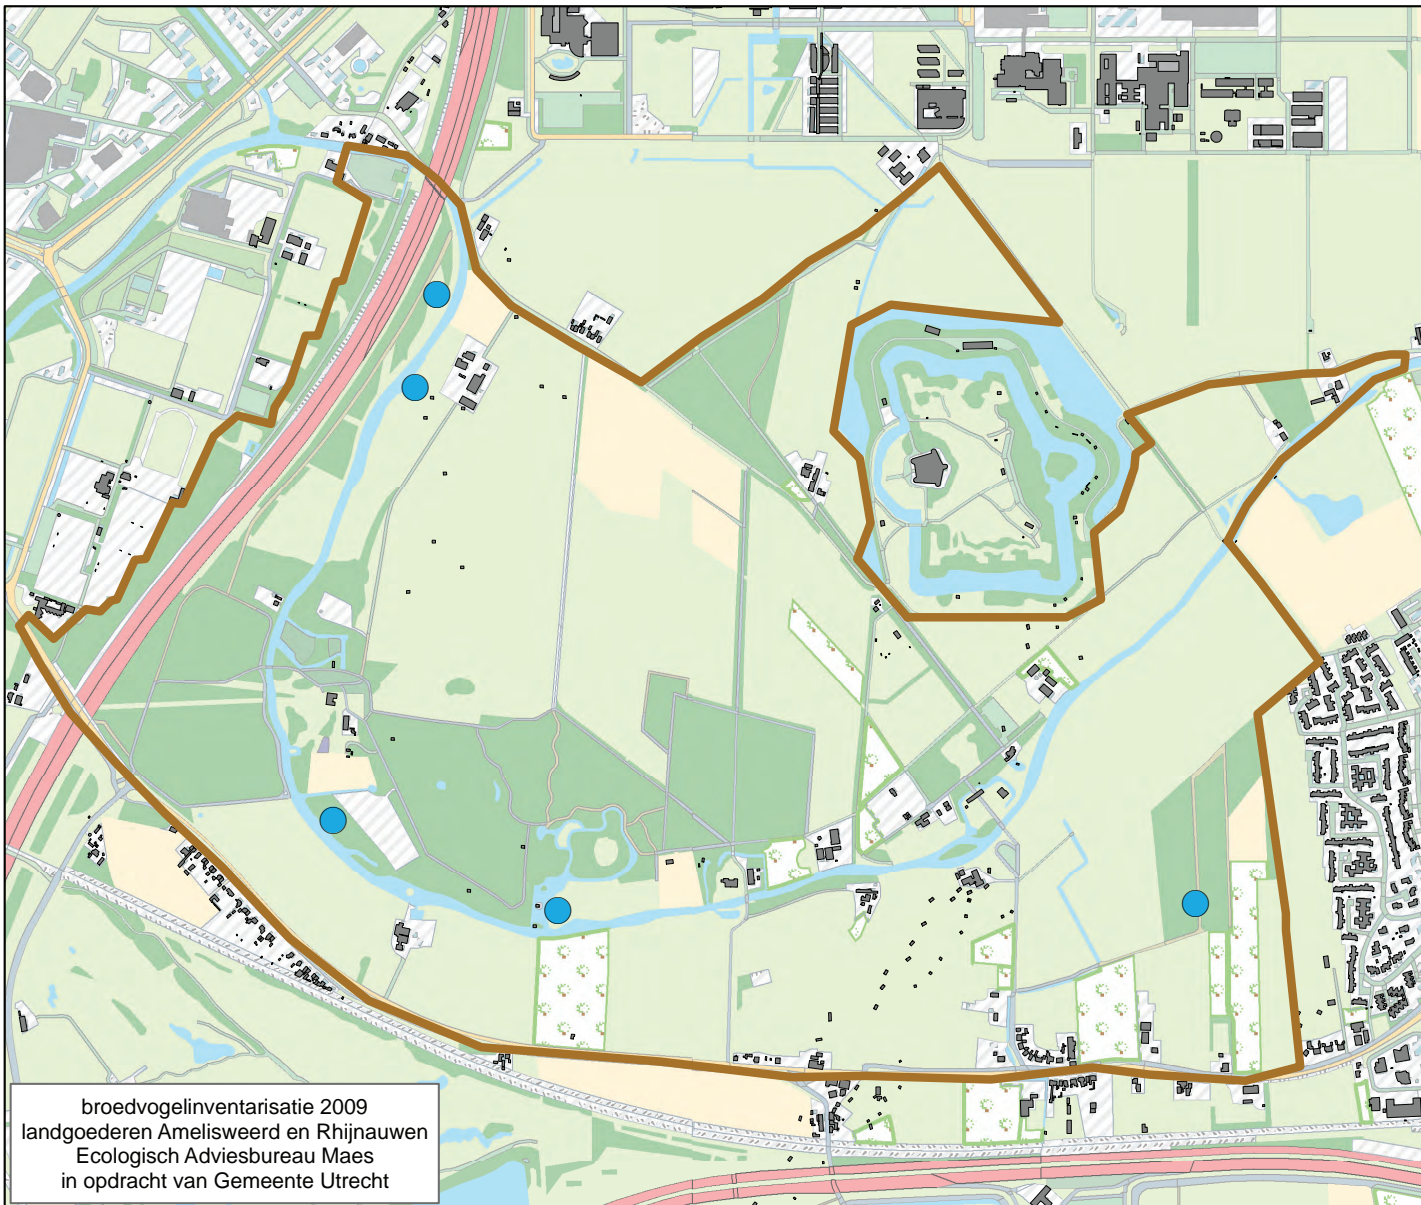 broedvogelinventarisatie 2009
landgoederen Amelisweerd en Rhijnauwen
Ecologisch Adviesbureau Maes
in opdracht van Gemeente Utrecht